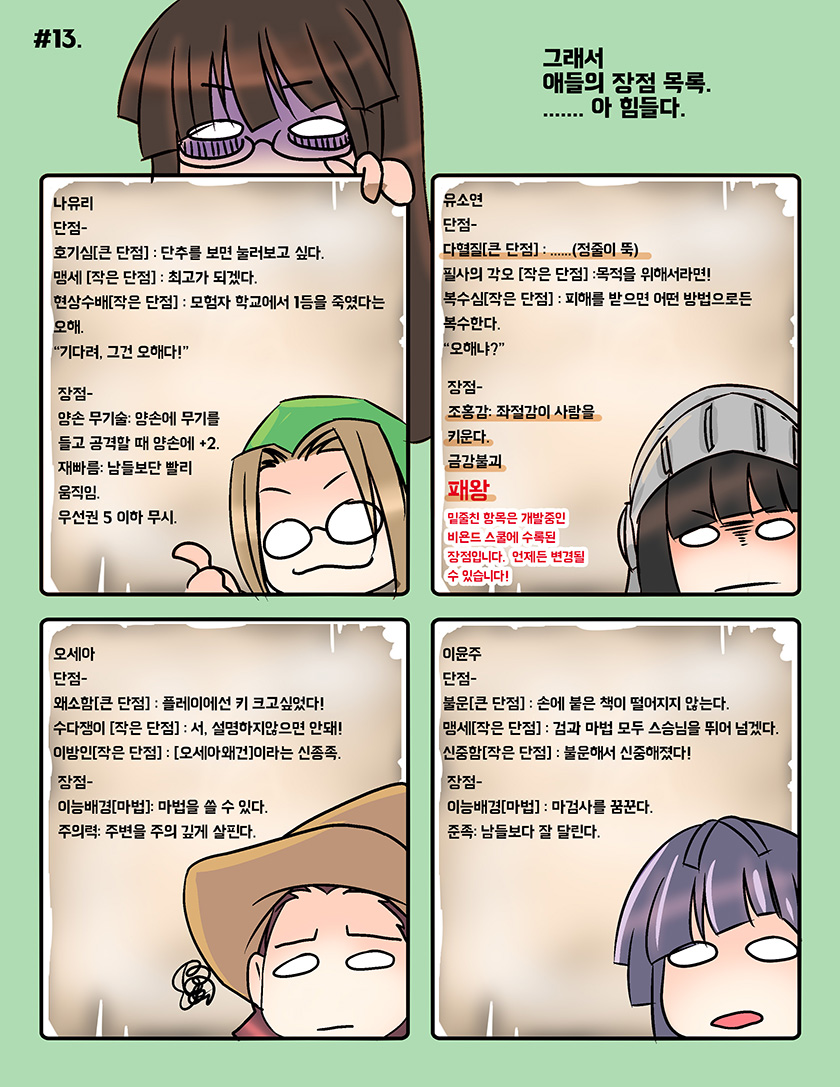 #13.
그래서
애들의 장점 목록.
....... 아 힘들다.
나유리
단점-
호기심[큰 단점] : 단추를 보면 눌러보고 싶다.
맹세 [작은 단점] : 최고가 되겠다.
현상수배[작은 단점] : 모험자 학교에서 1등을 죽였다는
오해.
“기다려, 그건 오해다!”
장점-
양손 무기술: 양손에 무기를
들고 공격할 때 양손에 +2.
재빠름: 남들보단 빨리
움직임.
우선권 5 이하 무시.
유소연
단점-
다혈질[큰 단점] : ......(정줄이 뚝)
필사의 각오 [작은 단점] :목적을 위해서라면!
복수심[작은 단점] : 피해를 받으면 어떤 방법으로든
복수한다.
“오해냐?”
장점-
조홍감: 좌절감이 사람을
키운다.
금강불괴
패왕
밑줄친 항목은 개발중인
비욘드 스쿨에 수록된
장점입니다. 언제든 변경될
수 있습니다!
오세아
단점-
왜소함[큰 단점] : 플레이에선 키 크고싶었다!
수다쟁이 [작은 단점] : 서, 설명하지않으면 안돼!
이방인[작은 단점] : [오세아왜건]이라는 신종족.
장점-
이능배경[마법]: 마법을 쓸 수 있다.
주의력: 주변을 주의 깊게 살핀다.
이윤주
단점-
불운[큰 단점] : 손에 붙은 책이 떨어지지 않는다.
맹세[작은 단점] : 검과 마법 모두 스승님을 뛰어 넘겠다.
신중함[작은 단점] : 불운해서 신중해졌다!
장점-
이능배경[마법] : 마검사를 꿈꾼다.
준족: 남들보다 잘 달린다.